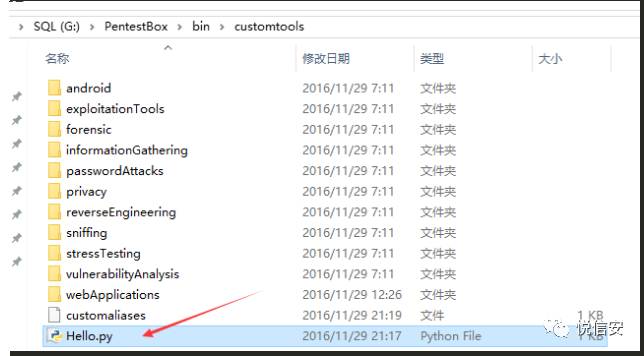 SQL (G:) > PentestBox > bin > customtools
名称 修改日期 类型 大小
android 2016/11/29 7:11 文件夹
exploitationTools 2016/11/29 7:11 文件夹
forensic 2016/11/29 7:11 文件夹
informationGathering 2016/11/29 7:11 文件夹
passwordAttacks 2016/11/29 7:11 文件夹
privacy 2016/11/29 7:11 文件夹
reverseEngineering 2016/11/29 7:11 文件夹
sniffing 2016/11/29 7:11 文件夹
stressTesting 2016/11/29 7:11 文件夹
vulnerabilityAnalysis 2016/11/29 7:11 文件夹
webApplications 2016/11/29 12:26 文件夹
customaliases 2016/11/29 21:19 文件 1 KB
Hello.py 2016/11/29 21:17 Python File 1 KB
悦信安